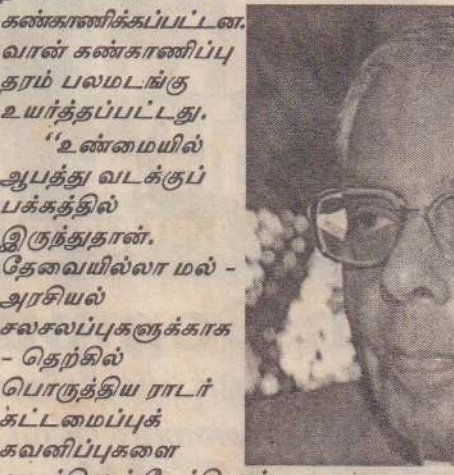 கண்காணிக்கப்பட்டன.
வான் கண்காணிப்பு
தரம் பலமடங்கு
உயர்த்தப்பட்டது.
“உண்மையில்
ஆபத்து வடக்குப்
பக்கத்தில்
இருந்துதான்.
தேவையில்லா மல் –
அரசியல்
சலசலப்புகளுக்காக
– தெற்கில்
பொருத்திய ராடர்
கட்டமைப்புக்
கவனிப்புகளை